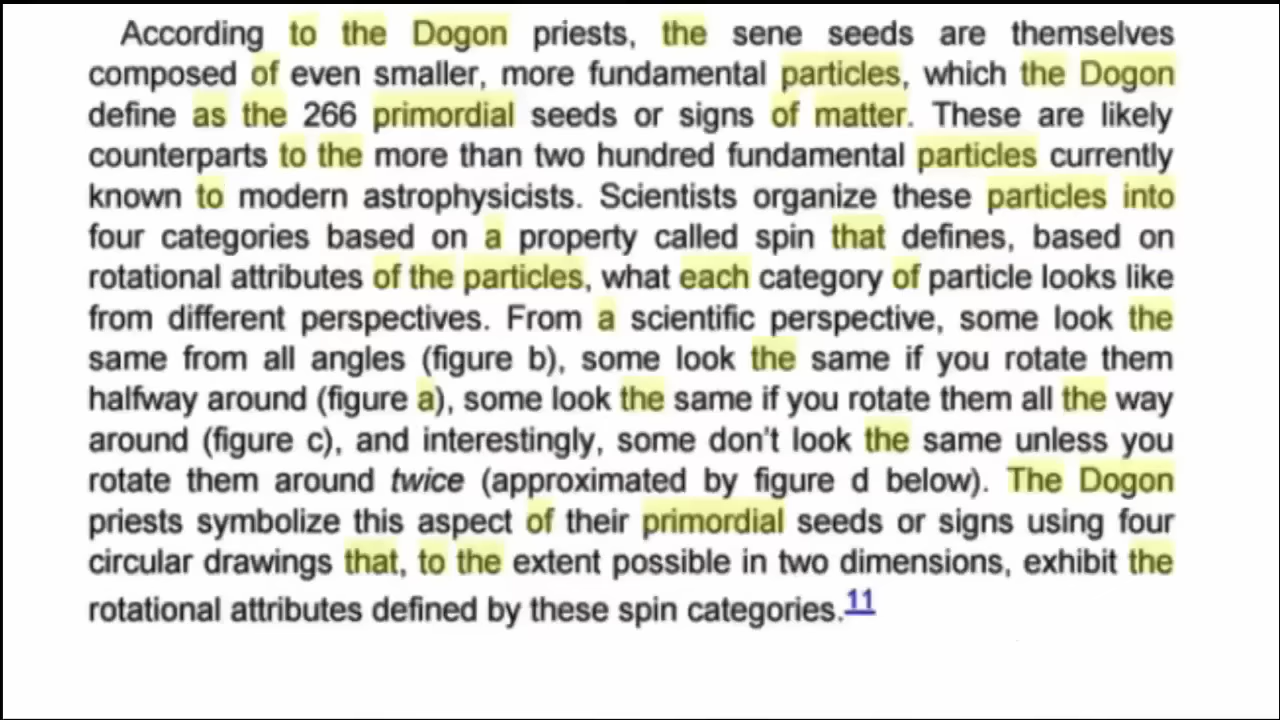 According to the Dogon priests, the sene seeds are themselves
composed of even smaller, more fundamental particles, which the Dogon
define as the 266 primordial seeds or signs of matter. These are likely
counterparts to the more than two hundred fundamental particles currently
known to modern astrophysicists. Scientists organize these particles into
four categories based on a property called spin that defines, based on
rotational attributes of the particles, what each category of particle looks like
from different perspectives. From a scientific perspective, some look the
same from all angles (figure b), some look the same if you rotate them
halfway around (figure a), some look the same if you rotate them all the way
around (figure c), and interestingly, some don't look the same unless you
rotate them around twice (approximated by figure d below). The Dogon
priests symbolize this aspect of their primordial seeds or signs using four
circular drawings that, to the extent possible in two dimensions, exhibit the
rotational attributes defined by these spin categories.11